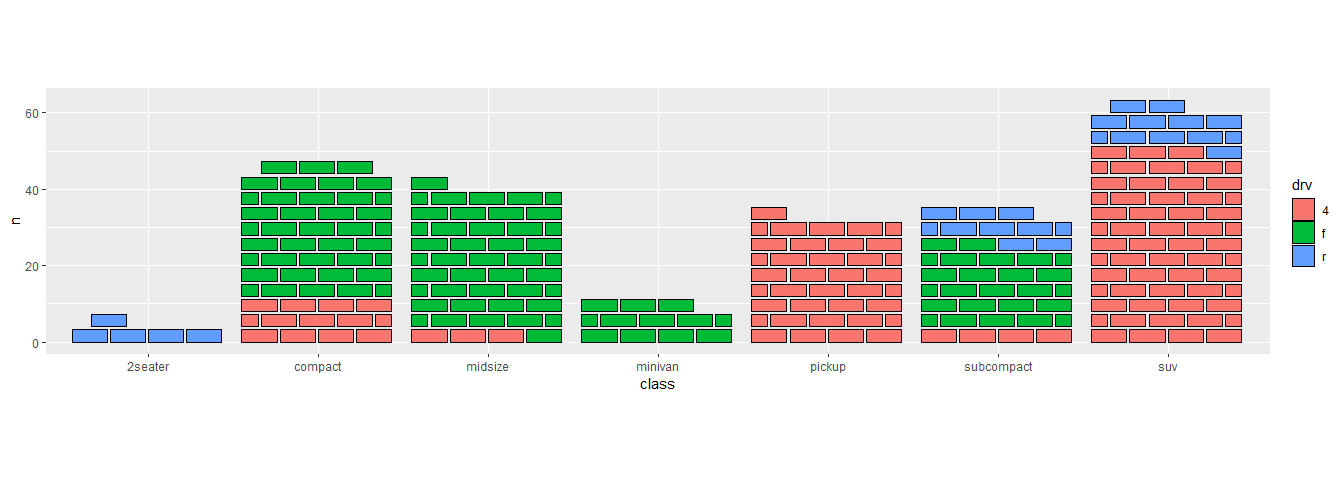 60
40
20
0
n
2seater compact midsize minivan pickup subcompact suv
class
drv
4
f
r